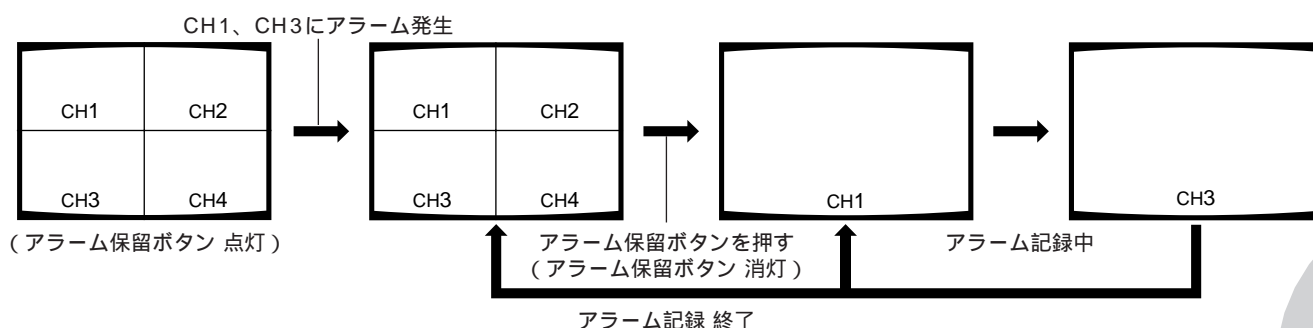 CH1、CH3にアラーム発生
CH1 CH2
CH3 CH4
(アラーム保留ボタン 点灯)
CH1 CH2
CH3 CH4
アラーム保留ボタンを押す
(アラーム保留ボタン 消灯)
CH1
アラーム記録中
CH3
アラーム記録 終了